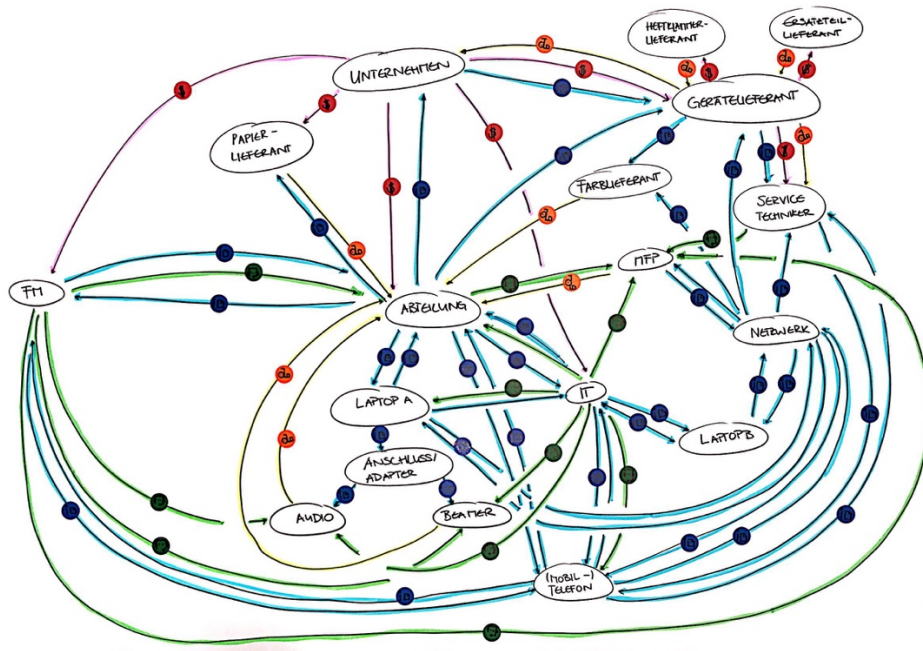 HEFTKLAMMER-
LIEFERANT
ERSATZTEIL-
LIEFERANT
UNTERNEHMEN
GERÄTELIEFERANT
PAPIER-
LIEFERANT
FARBLIEFERANT
SERVICE
TECHNIKER
MFP
FM
ABTEILUNG
NETZWERK
IT
LAPTOP A
LAPTOP B
ANSCHLUSS/
ADAPTER
AUDIO
BEAMER
(MOBIL-)
TELEFON